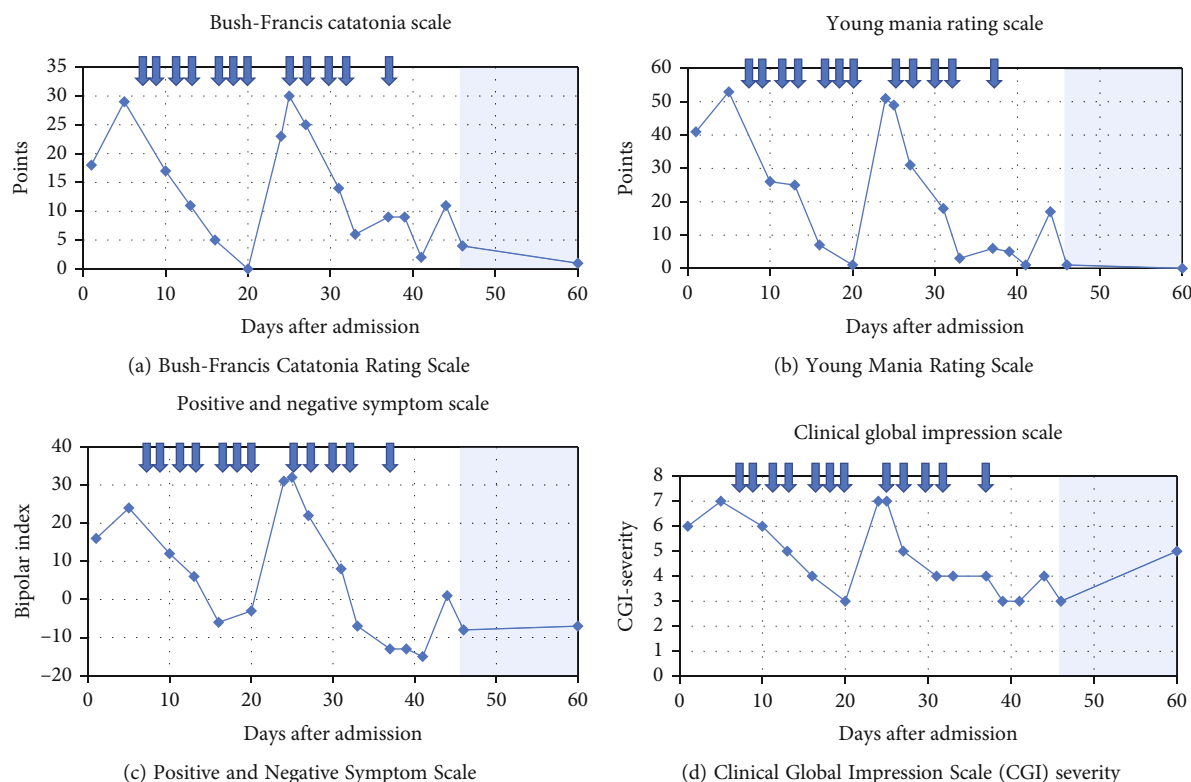 Bush-Francis catatonia scale
35
30
25
20
15
10
5
0
Points
0 10 20 30 40 50 60
Days after admission
(a) Bush-Francis Catatonia Rating Scale
Young mania rating scale
60
50
40
30
20
10
0
Points
0 10 20 30 40 50 60
Days after admission
(b) Young Mania Rating Scale
Positive and negative symptom scale
40
30
20
10
0
−10
−20
Bipolar index
0 10 20 30 40 50 60
Days after admission
(c) Positive and Negative Symptom Scale
Clinical global impression scale
8
7
6
5
4
3
2
1
0
CGI-severity
0 10 20 30 40 50 60
Days after admission
(d) Clinical Global Impression Scale (CGI) severity